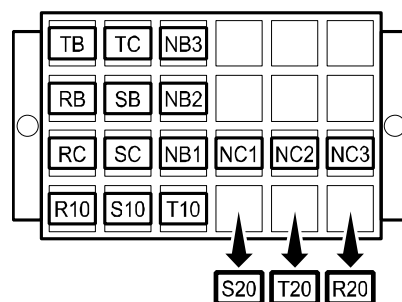 TB TC NB3
RB SB NB2
RC SC NB1 NC1 NC2 NC3
R10 S10 T10
S20 T20 R20